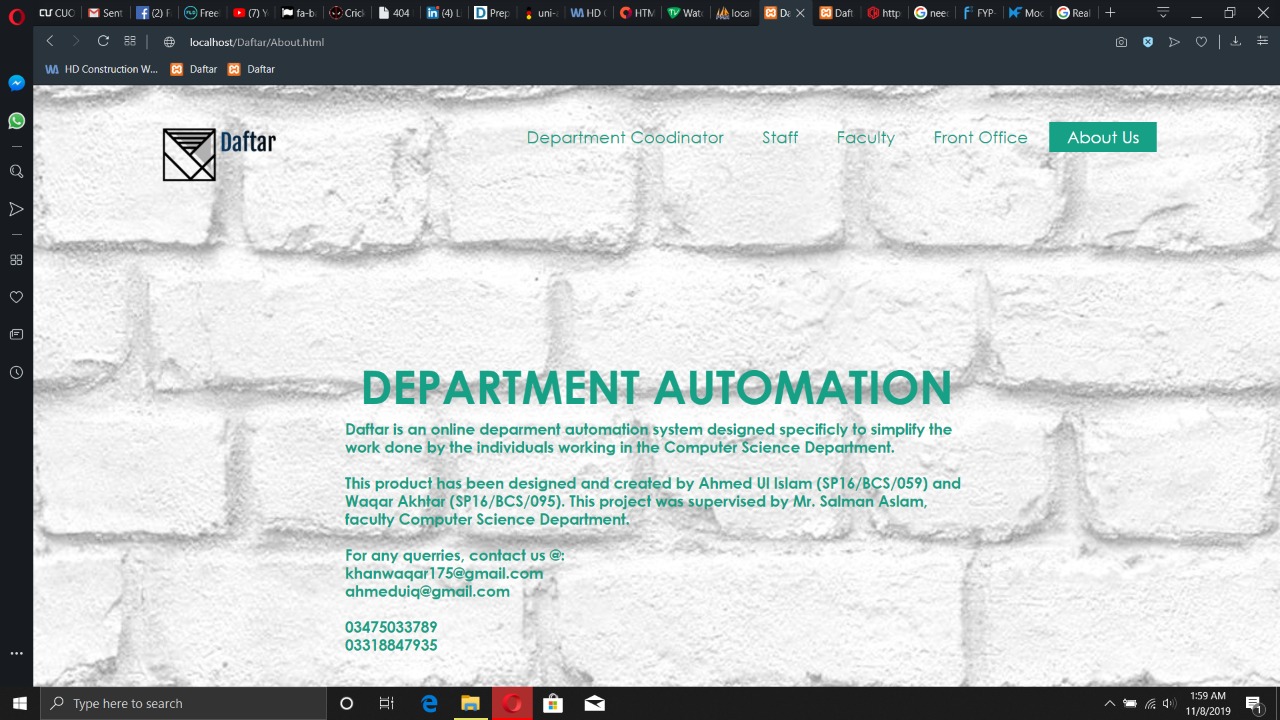 CU CUO
Sent
(2) F
Free
fa-b
404
(4) L
Prep
uni-
HD C
HTM
Wat
local
Da
Daft
http
nee
FYP-
Moc
Real
localhost/Daftar/About.html
HD Construction W...
Daftar
Daftar
Daftar
Department Coodinator
Staff
Faculty
Front Office
About Us
DEPARTMENT AUTOMATION
Daftar is an online deparment automation system designed specificly to simplify the
work done by the individuals working in the Computer Science Department.
This product has been designed and created by Ahmed Ul Islam (SP16/BCS/059) and
Waqar Akhtar (SP16/BCS/095). This project was supervised by Mr. Salman Aslam,
faculty Computer Science Department.
For any querries, contact us @:
khanwaqar175@gmail.com
ahmeduiq@gmail.com
03475033789
03318847935
Type here to search
1:59 AM
11/8/2019
1